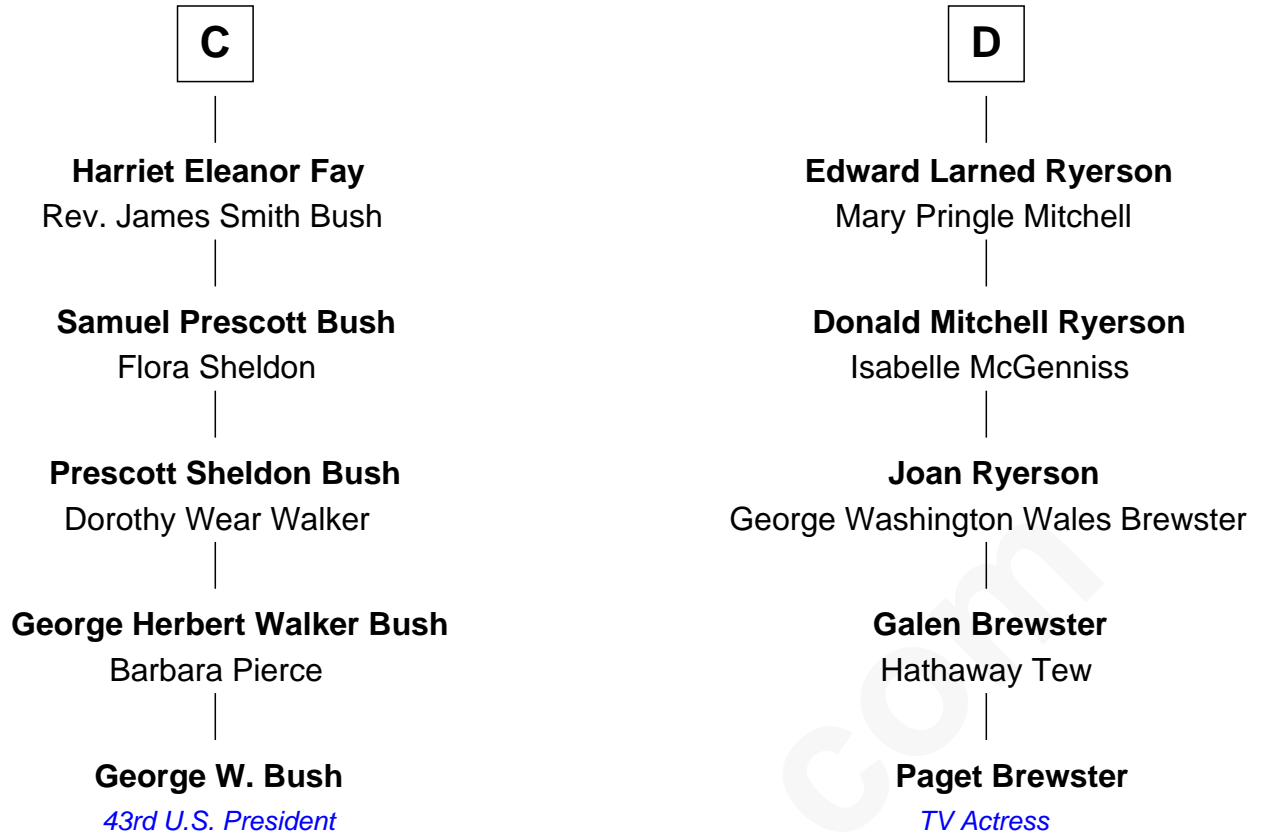 C
Harriet Eleanor Fay
Rev. James Smith Bush
Samuel Prescott Bush
Flora Sheldon
Prescott Sheldon Bush
Dorothy Wear Walker
George Herbert Walker Bush
Barbara Pierce
George W. Bush
43rd U.S. President
D
Edward Larned Ryerson
Mary Pringle Mitchell
Donald Mitchell Ryerson
Isabelle McGenniss
Joan Ryerson
George Washington Wales Brewster
Galen Brewster
Hathaway Tew
Paget Brewster
TV Actress
com